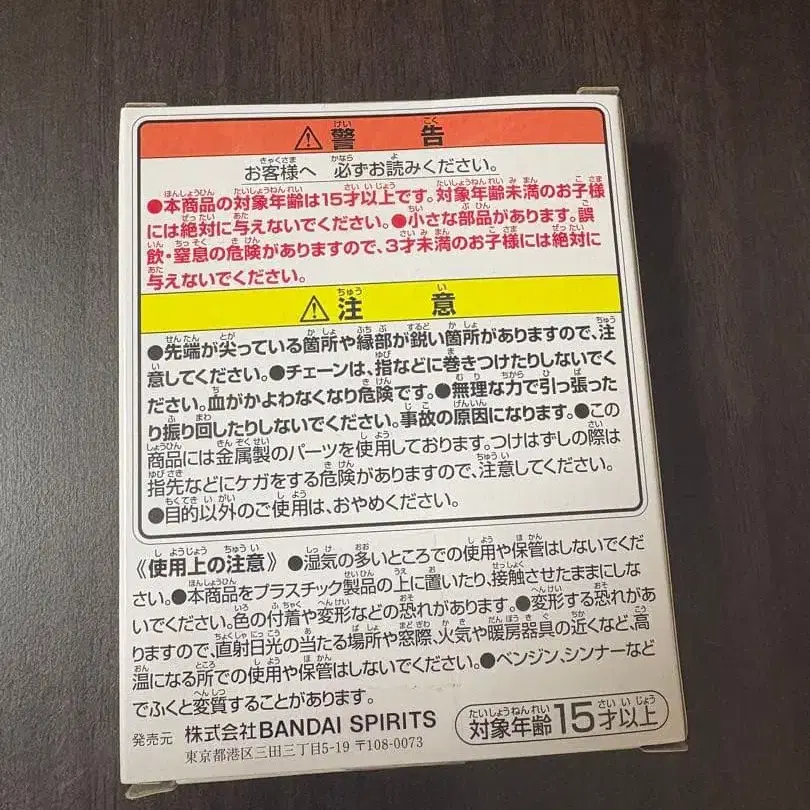 ⚠警告
お客様へ 必ずお読みください。
●本商品の対象年齢は15才以上です。対象年齢未満のお子様
には絶対に与えないでください。●小さな部品があります。誤
飲・窒息の危険がありますので、3才未満のお子様には絶対に
与えないでください。
⚠注意
●先端が尖っている箇所や縁部が鋭い箇所がありますので、注
意してください。●チェーンは、指などに巻きつけたりしないでく
ださい。血がかよわなくなり危険です。●無理な力で引っ張った
り振り回したりしないでください。事故の原因になります。●この
商品には金属製のパーツを使用しております。つけはずしの際は
指先などにケガをする危険がありますので、注意してください。
●目的以外のご使用は、おやめください。
《使用上の注意》●湿気の多いところでの使用や保管はしないでくだ
さい。●本商品をプラスチック製品の上に置いたり、接触させたままにしな
いでください。色の付着や変形などの恐れがあります。●変形する恐れがあ
りますので、直射日光の当たる場所や窓際、火気や暖房器具の近くなど、高
温になる所での使用や保管はしないでください。●ベンジン、シンナーなど
でふくと変質することがあります。
発売元 株式会社BANDAI SPIRITS
東京都港区三田三丁目5-19 〒108-0073
対象年齢15才以上